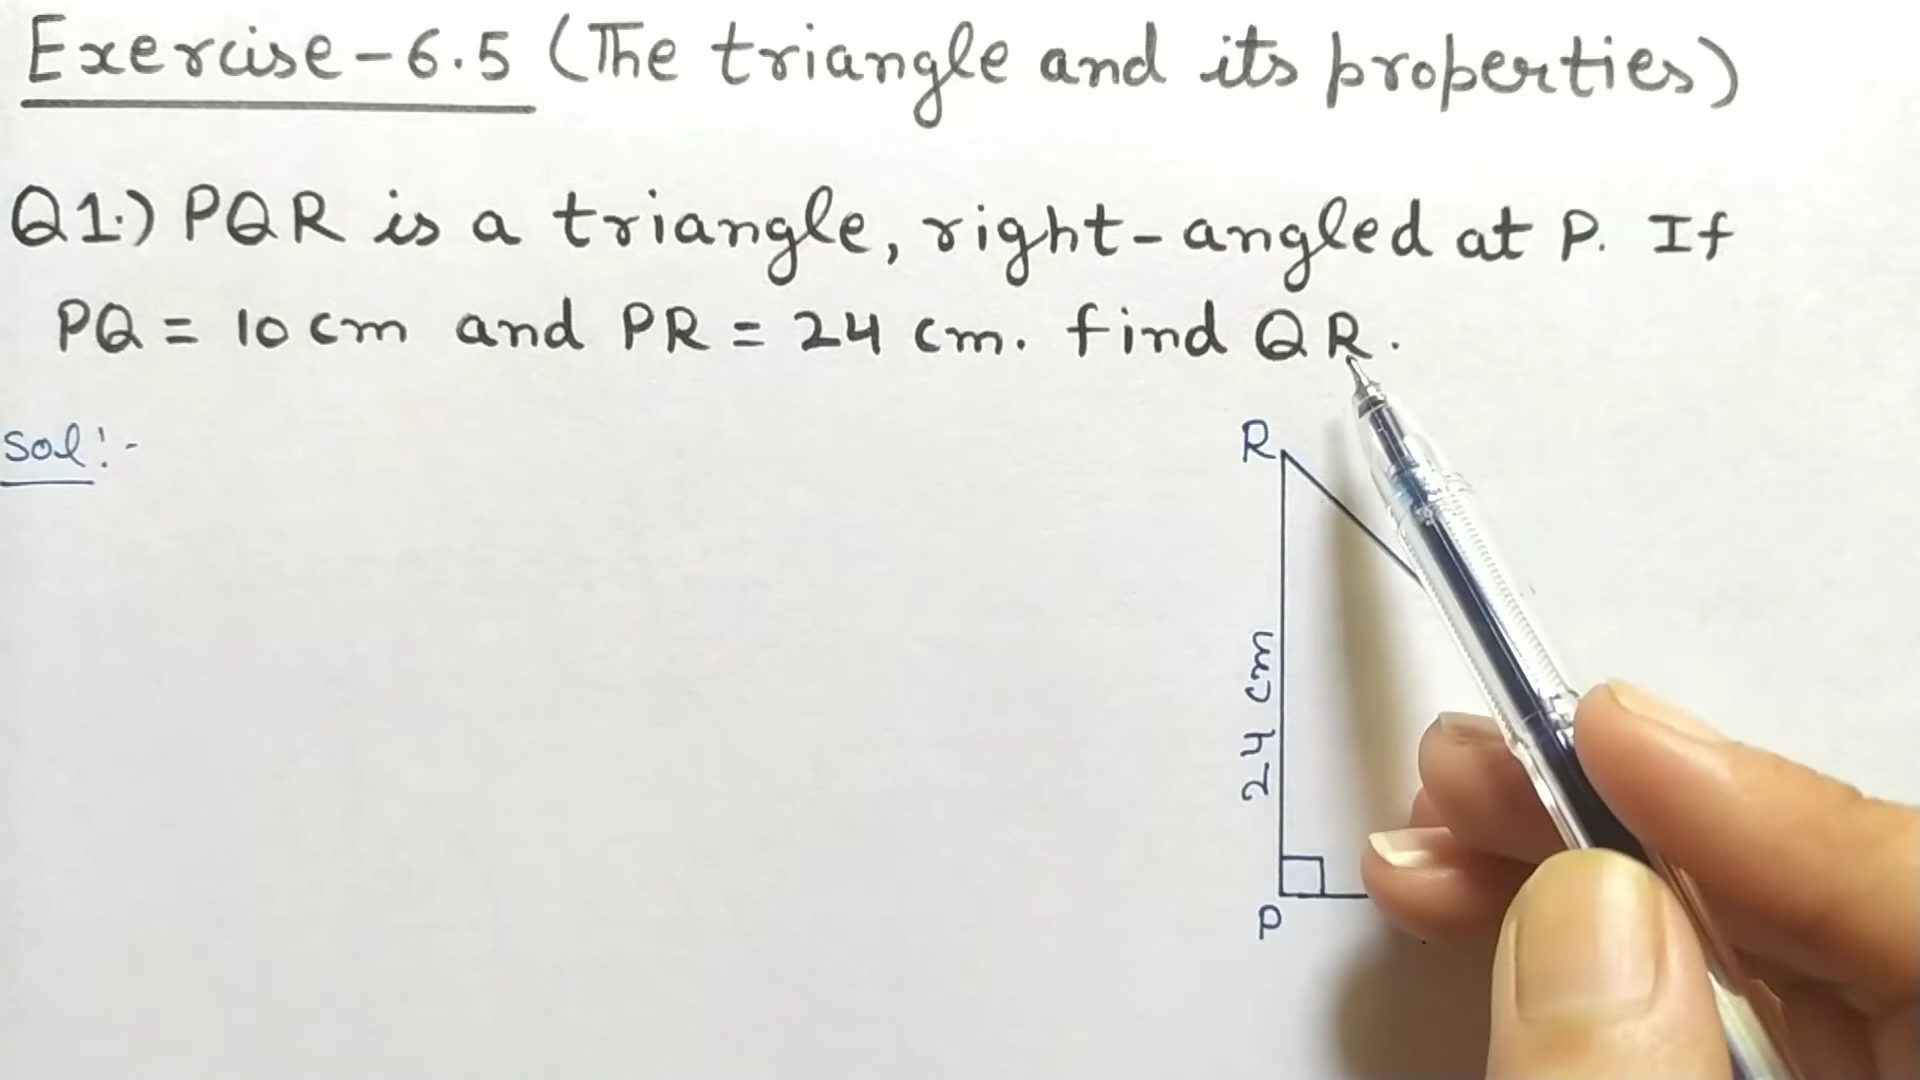 Exercise-6.5 (The triangle and its properties)
Q1.) PQR is a triangle, right-angled at P. If
PQ = 10 cm and PR = 24 cm. find QR.
Sol!-
R
24 cm
P